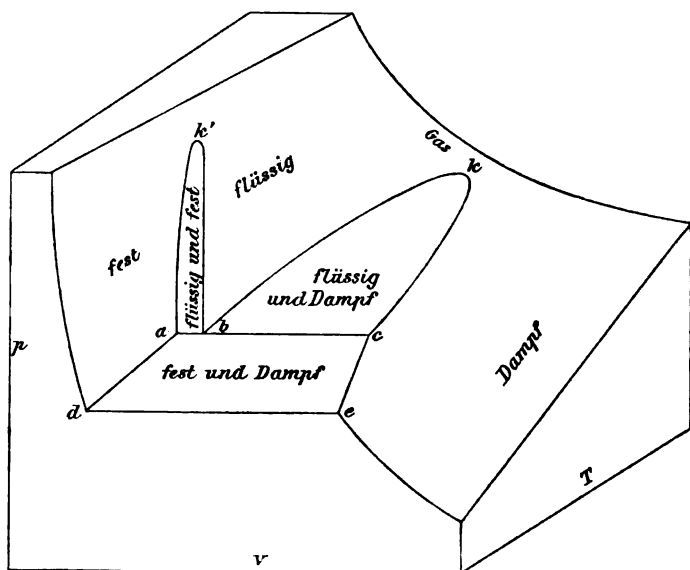 k'
Gas
k
flüssig
fest
flüssig und fest
flüssig
und Dampf
a
b
c
p
fest und Dampf
Dampf
d
e
T
V